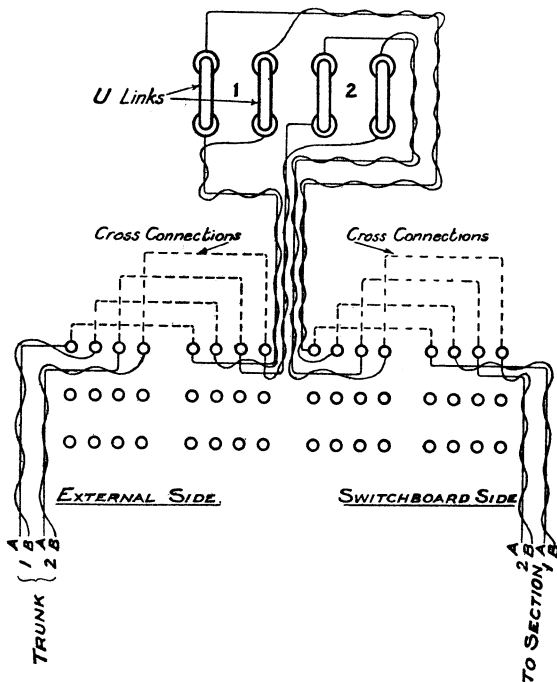 U Links
1
2
Cross Connections
Cross Connections
External Side.
Switchboard Side
A B A B
1 2
Trunk
A B A B
2 1
To Section